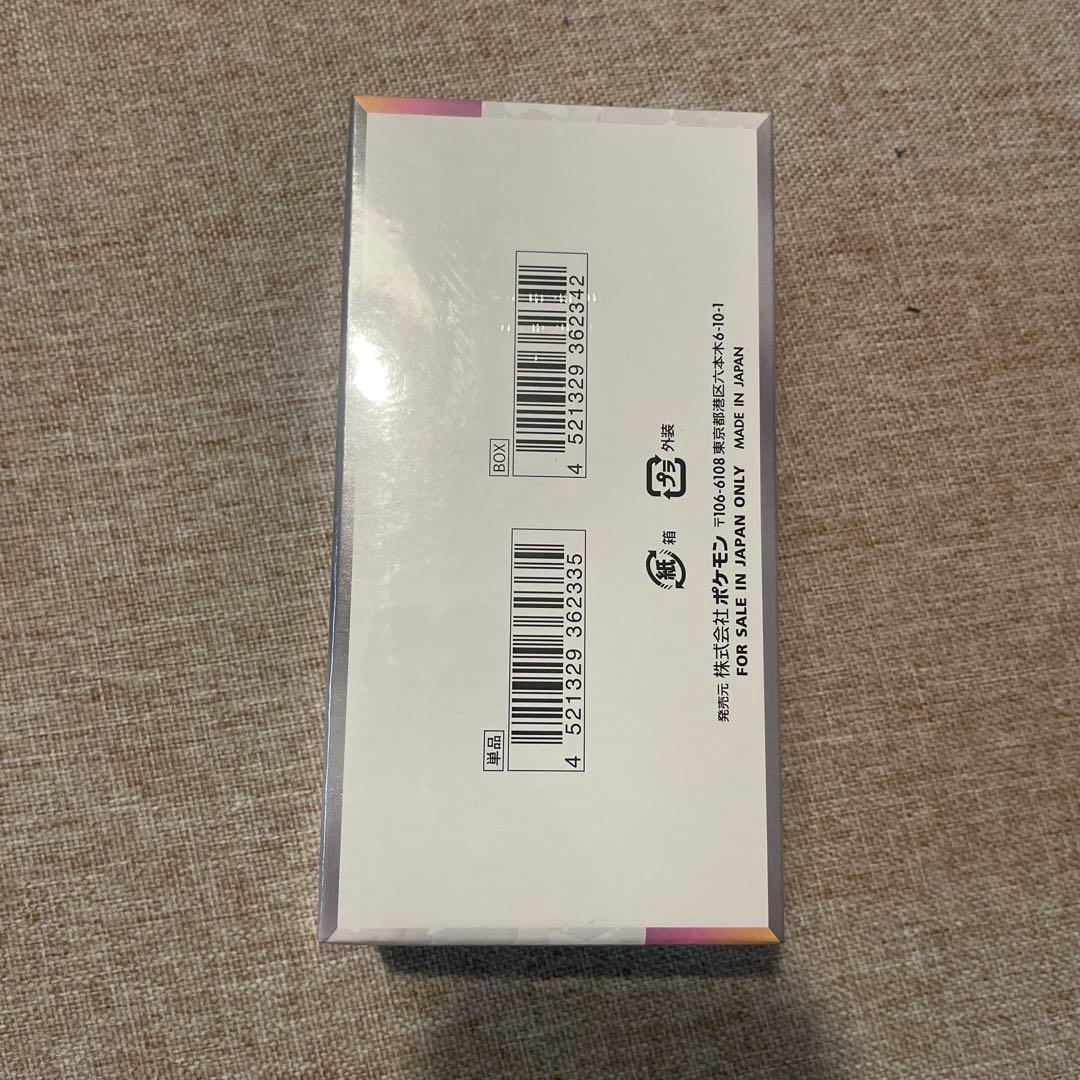 単品
4 521329 362335
BOX
4 521329 362342
紙 箱
プラ 外装
発売元 株式会社 ポケモン 〒106-6108 東京都港区六本木6-10-1
FOR SALE IN JAPAN ONLY MADE IN JAPAN